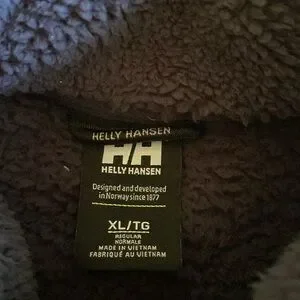 HELLY HANSEN
HH
HELLY HANSEN
Designed and developed
in Norway since 1877
XL/TG
REGULAR
NORMALE
MADE IN VIETNAM
FABRIQUÉ AU VIETNAM